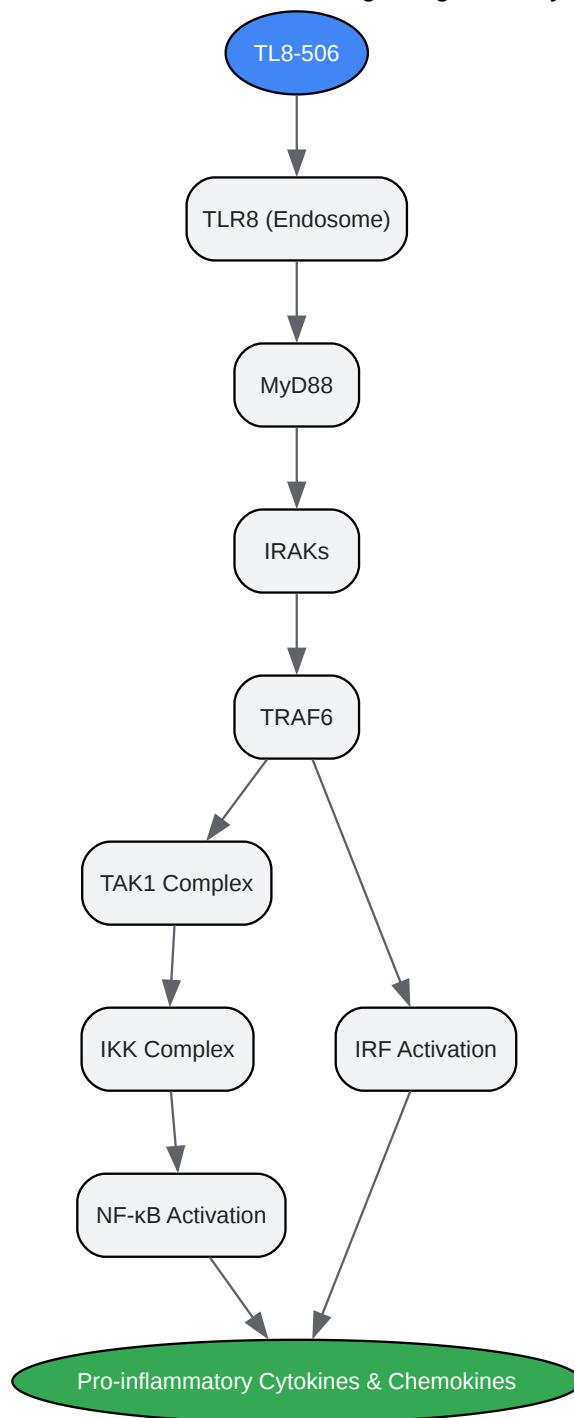 TL8-506
TLR8 (Endosome)
MyD88
IRAKs
TRAF6
TAK1 Complex
IKK Complex
IRF Activation
NF-κB Activation
Pro-inflammatory Cytokines & Chemokines